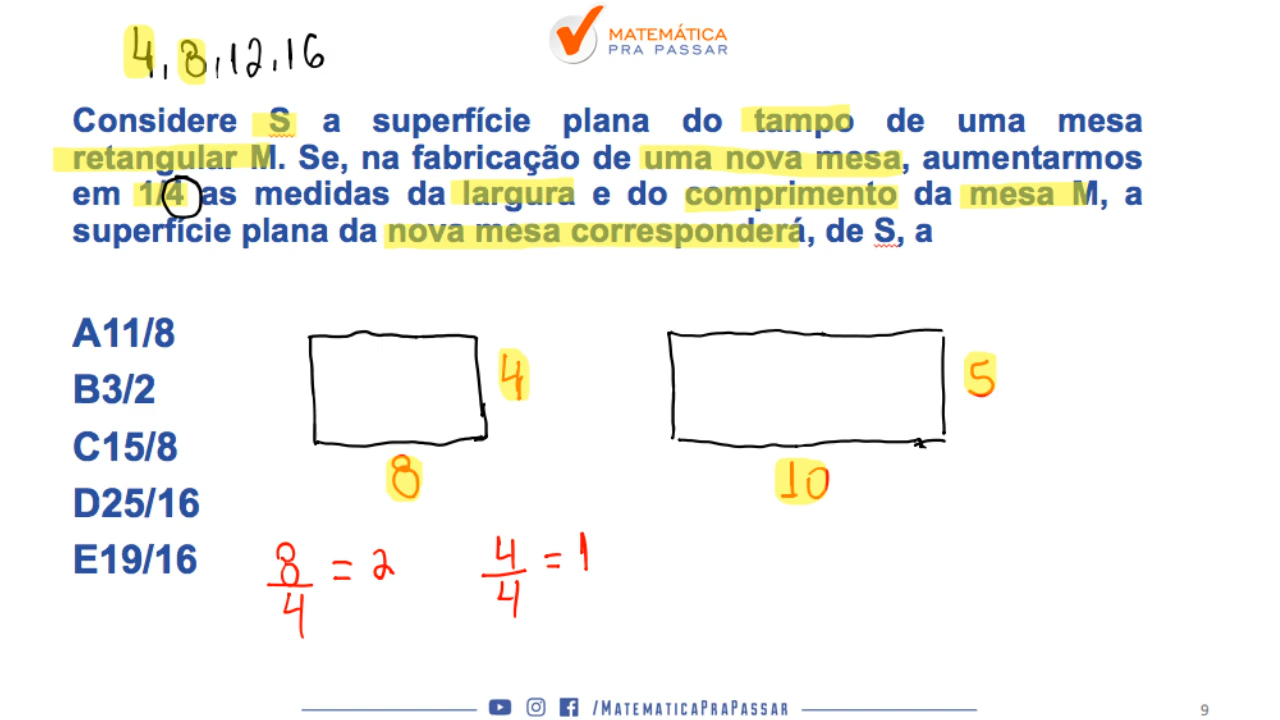 4, 8, 12, 16
MATEMÁTICA
PRA PASSAR
Considere S a superfície plana do tampo de uma mesa
retangular M. Se, na fabricação de uma nova mesa, aumentarmos
em 1/4 as medidas da largura e do comprimento da mesa M, a
superfície plana da nova mesa corresponderá, de S, a
A11/8
B3/2
C15/8
D25/16
E19/16
4
8
5
10
8/4 = 2
4/4 = 1
/MATEMATICAPRAPASSAR
9